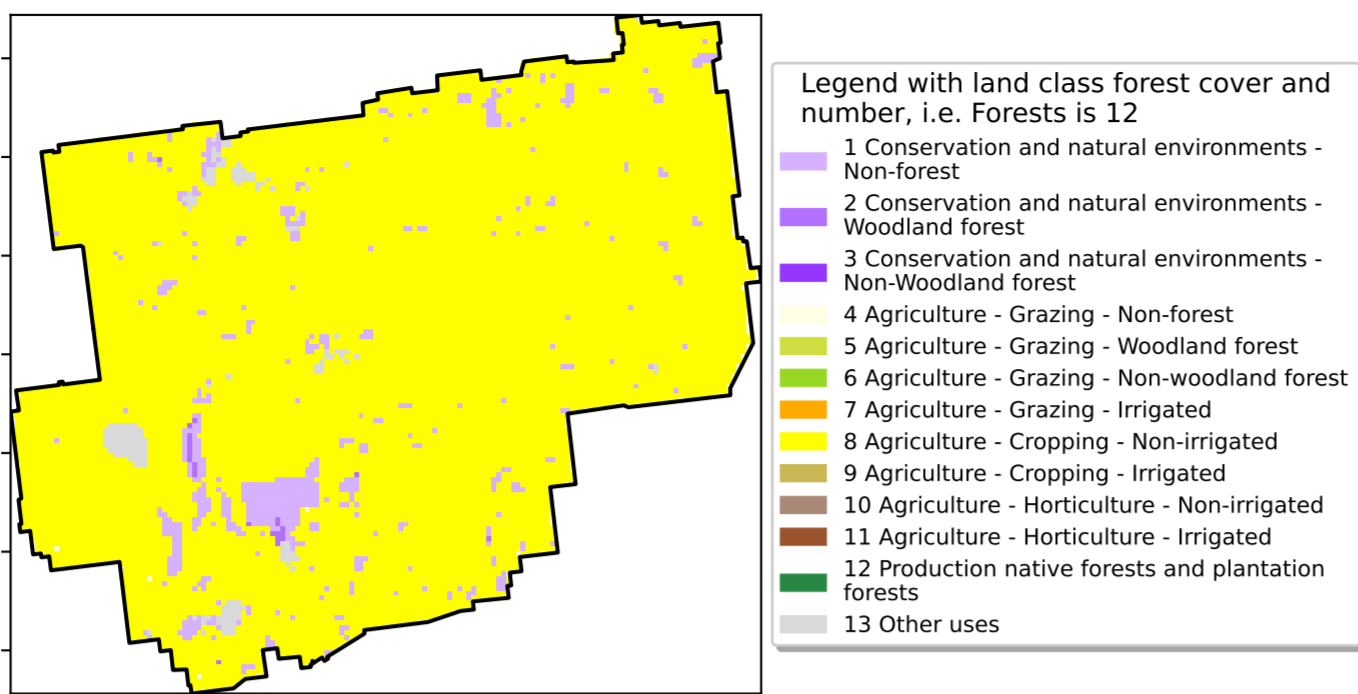 Legend with land class forest cover and
number, i.e. Forests is 12
1 Conservation and natural environments -
Non-forest
2 Conservation and natural environments -
Woodland forest
3 Conservation and natural environments -
Non-Woodland forest
4 Agriculture - Grazing - Non-forest
5 Agriculture - Grazing - Woodland forest
6 Agriculture - Grazing - Non-woodland forest
7 Agriculture - Grazing - Irrigated
8 Agriculture - Cropping - Non-irrigated
9 Agriculture - Cropping - Irrigated
10 Agriculture - Horticulture - Non-irrigated
11 Agriculture - Horticulture - Irrigated
12 Production native forests and plantation
forests
13 Other uses